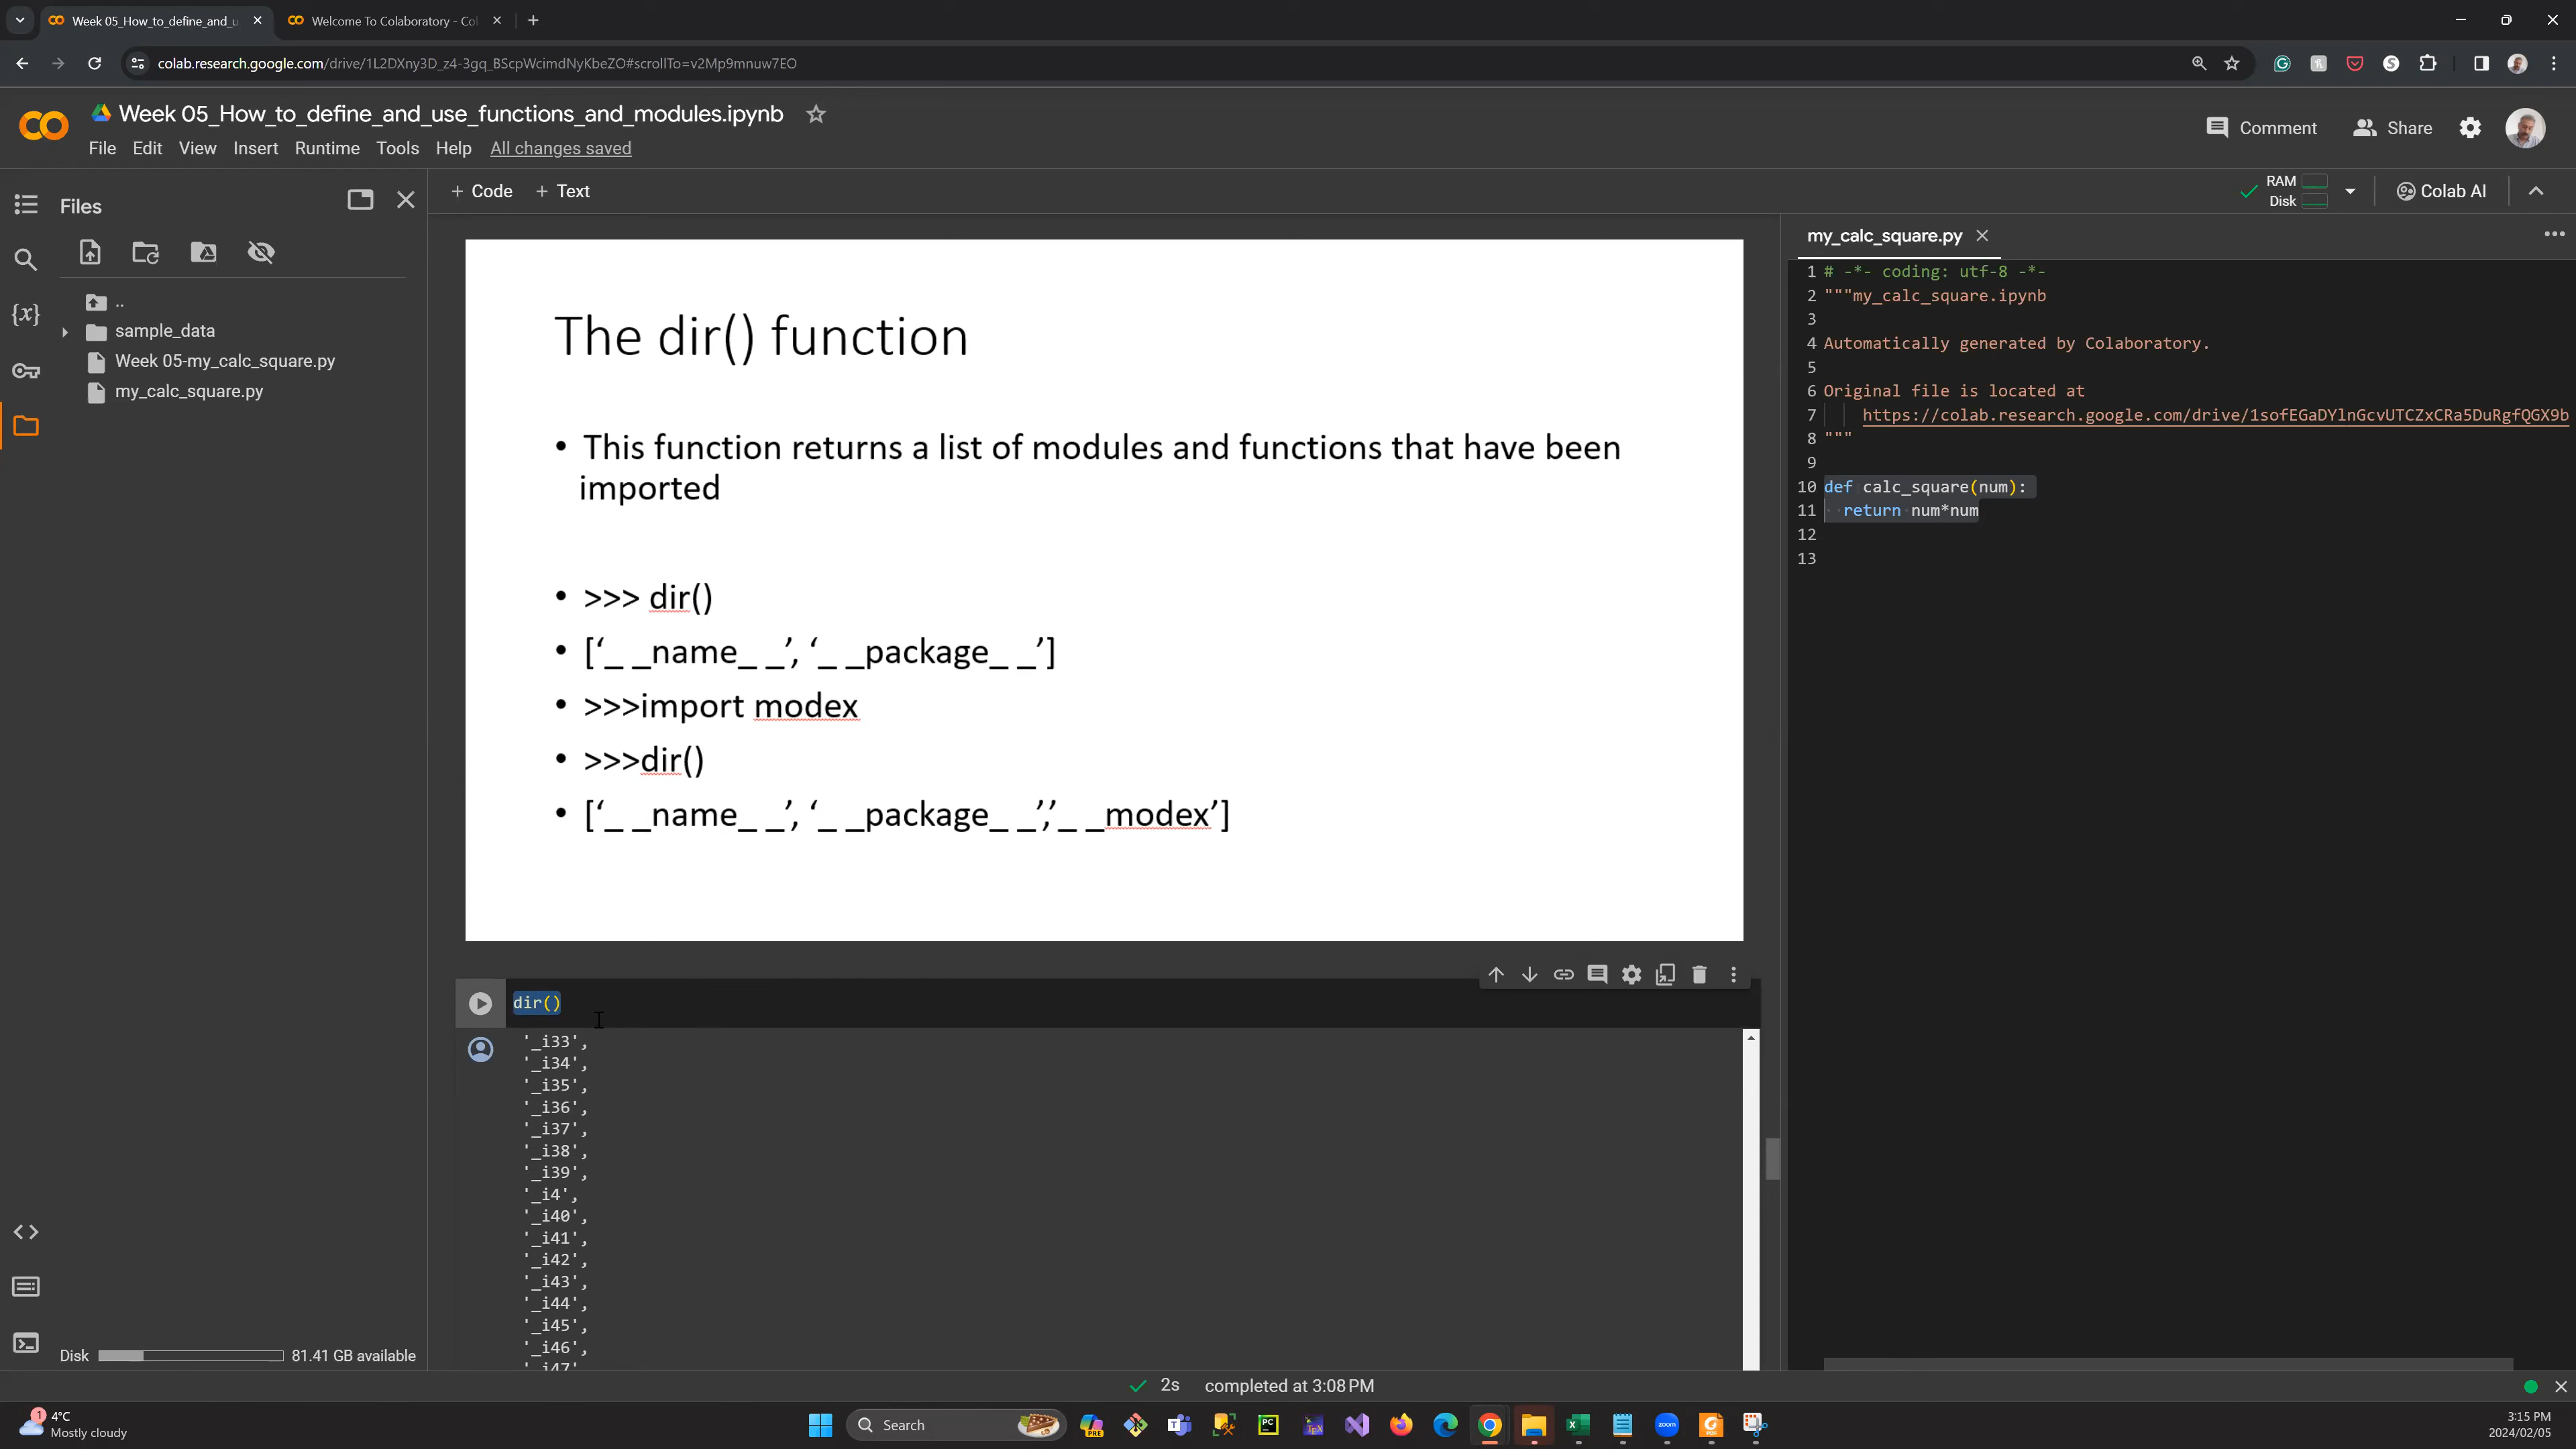 Week 05_How_to_define_and_u
Welcome To Colaboratory - Col
colab.research.google.com/drive/1L2DXny3D_z4-3gq_BScpWcimdNyKbeZO#scrollTo=v2Mp9mnuw7EO
Week 05_How_to_define_and_use_functions_and_modules.ipynb
Comment
Share
File Edit View Insert Runtime Tools Help All changes saved
Files
+ Code + Text
RAM
Disk
Colab AI
..
sample_data
Week 05-my_calc_square.py
my_calc_square.py
Disk 81.41 GB available
The dir() function
• This function returns a list of modules and functions that have been
imported
• >>> dir()
• [‘_ _name_ _’, ‘_ _package_ _’]
• >>>import modex
• >>>dir()
• [‘_ _name_ _’, ‘_ _package_ _’,’_ _modex’]
dir()
'_i33',
'_i34',
'_i35',
'_i36',
'_i37',
'_i38',
'_i39',
'_i4',
'_i40',
'_i41',
'_i42',
'_i43',
'_i44',
'_i45',
'_i46',
'_i47'
my_calc_square.py
1 # -*- coding: utf-8 -*-
2 """my_calc_square.ipynb
3
4 Automatically generated by Colaboratory.
5
6 Original file is located at
7 https://colab.research.google.com/drive/1sofEGaDYlnGcvUTCZxCRa5DuRgfQGX9b
8 """
9
10 def calc_square(num):
11 return num*num
12
13
2s completed at 3:08 PM
1
4°C
Mostly cloudy
Search
3:15 PM
2024/02/05